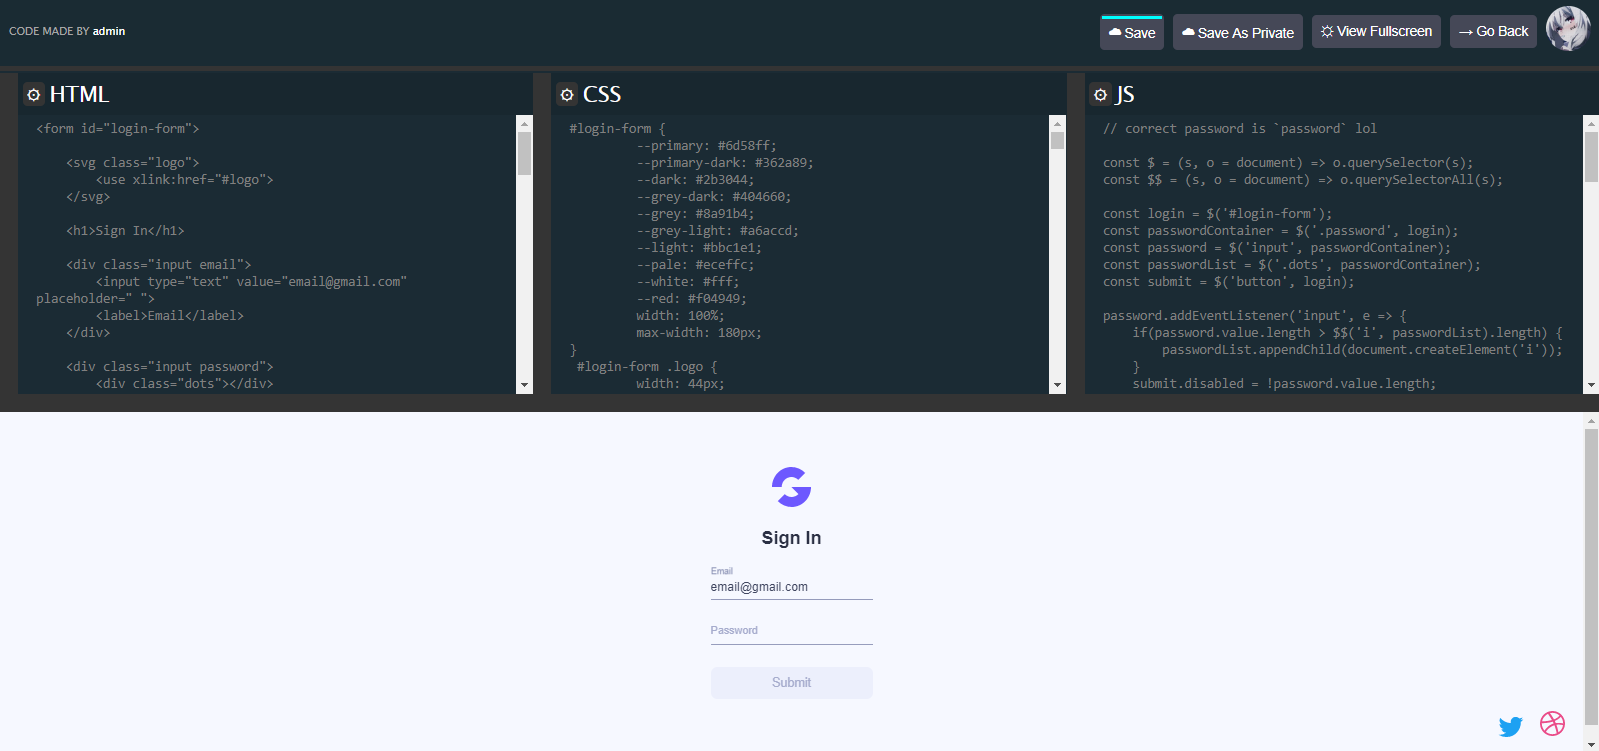 CODE MADE BY admin
Save
Save As Private
View Fullscreen
→ Go Back
HTML
<form id="login-form">
<svg class="logo">
<use xlink:href="#logo">
</svg>
<h1>Sign In</h1>
<div class="input email">
<input type="text" value="email@gmail.com"
placeholder=" ">
<label>Email</label>
</div>
<div class="input password">
<div class="dots"></div>
CSS
#login-form {
--primary: #6d58ff;
--primary-dark: #362a89;
--dark: #2b3044;
--grey-dark: #404660;
--grey: #8a91b4;
--grey-light: #a6accd;
--light: #bbc1e1;
--pale: #eceffc;
--white: #fff;
--red: #f04949;
width: 100%;
max-width: 180px;
}
#login-form .logo {
width: 44px;
JS
// correct password is `password` lol
const $ = (s, o = document) => o.querySelector(s);
const $$ = (s, o = document) => o.querySelectorAll(s);
const login = $('#login-form');
const passwordContainer = $('.password', login);
const password = $('input', passwordContainer);
const passwordList = $('.dots', passwordContainer);
const submit = $('button', login);
password.addEventListener('input', e => {
if(password.value.length > $$('i', passwordList).length) {
passwordList.appendChild(document.createElement('i'));
}
submit.disabled = !password.value.length;
Sign In
Email
email@gmail.com
Password
Submit